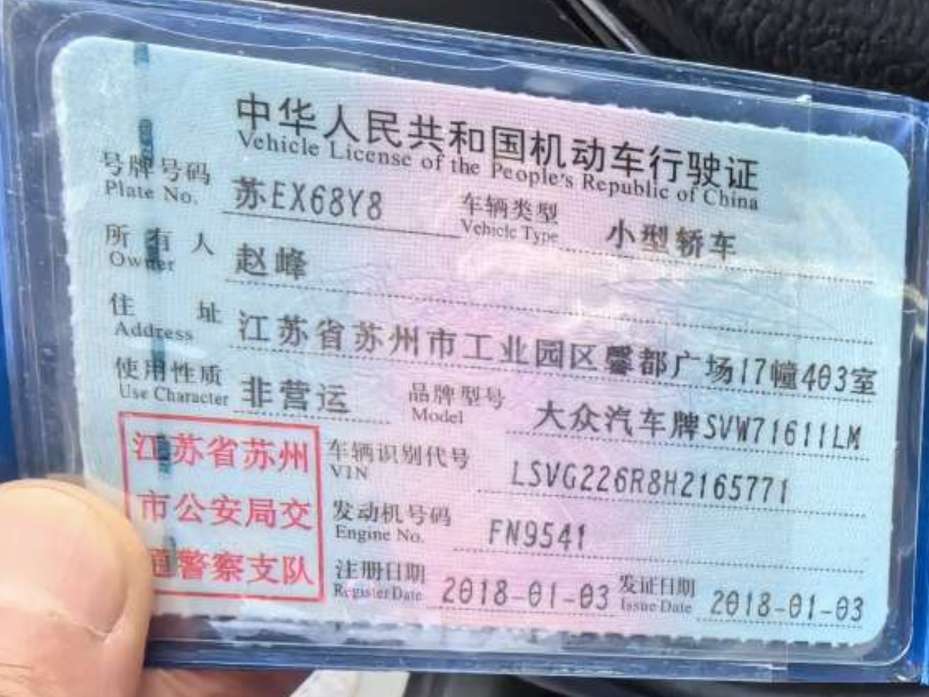 中华人民共和国机动车行驶证
Vehicle License of the People's Republic of China
号牌号码 苏EX68Y8 车辆类型 小型轿车
Plate No. Vehicle Type
所有人 赵峰
Owner
住址 江苏省苏州市工业园区馨都广场17幢403室
Address
使用性质 非营运 品牌型号 大众汽车牌SVW71611LM
Use Character Model
江苏省苏州
市公安局交
通警察支队
车辆识别代号 LSVG226R8H2165771
VIN
发动机号码 FN9541
Engine No.
注册日期 2018-01-03 发证日期 2018-01-03
Register Date Issue Date